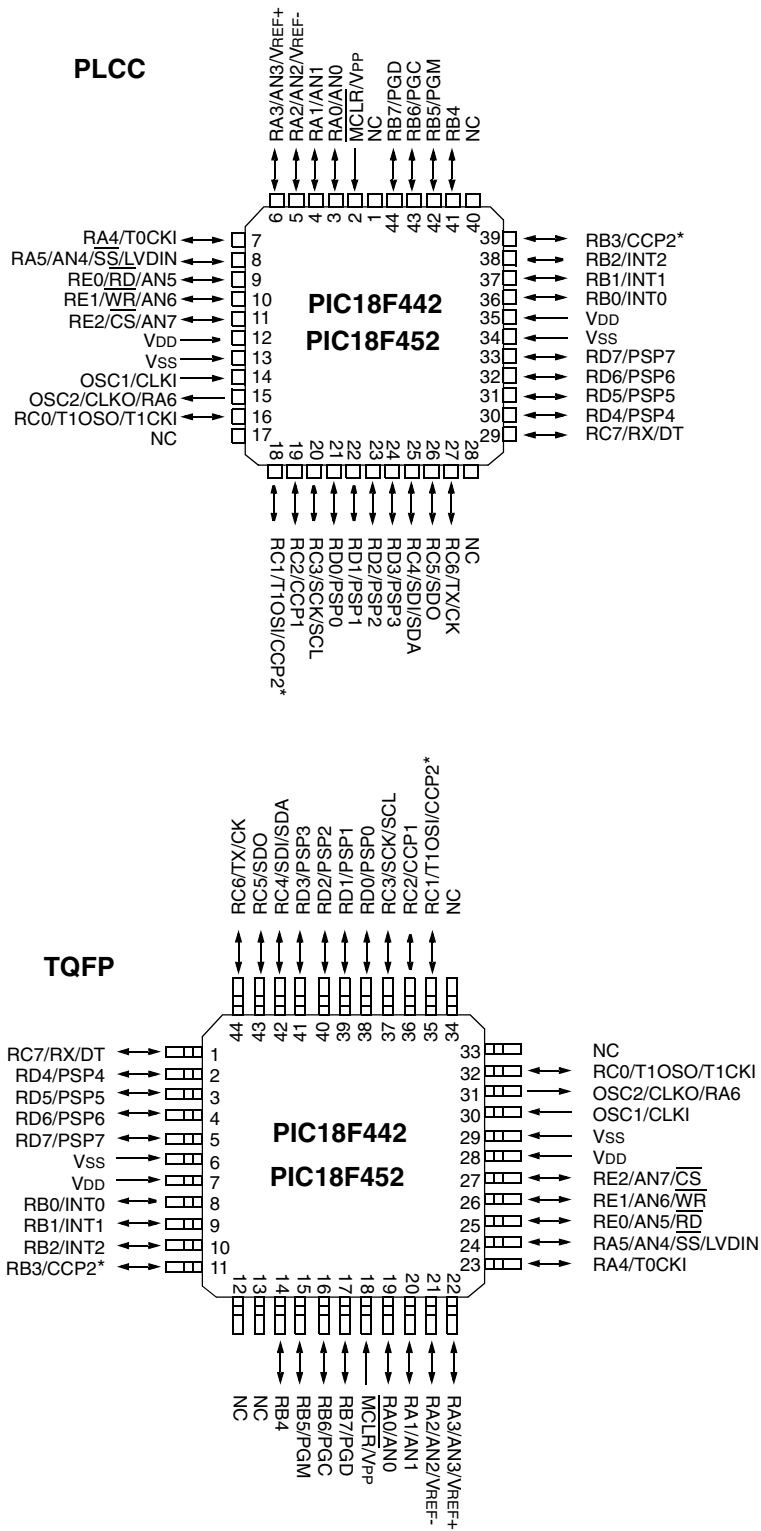 PLCC
RA3/AN3/VREF+
RA2/AN2/VREF-
RA1/AN1
RA0/AN0
MCLR/VPP
NC
RB7/PGD
RB6/PGC
RB5/PGM
RB4
NC
6
5
4
3
2
1
44
43
42
41
40
RA4/T0CKI
RA5/AN4/SS/LVDIN
RE0/RD/AN5
RE1/WR/AN6
RE2/CS/AN7
VDD
VSS
OSC1/CLKI
OSC2/CLKO/RA6
RC0/T1OSO/T1CKI
NC
7
8
9
10
11
12
13
14
15
16
17
PIC18F442
PIC18F452
39
38
37
36
35
34
33
32
31
30
29
RB3/CCP2*
RB2/INT2
RB1/INT1
RB0/INT0
VDD
VSS
RD7/PSP7
RD6/PSP6
RD5/PSP5
RD4/PSP4
RC7/RX/DT
18
19
20
21
22
23
24
25
26
27
28
RC1/T1OSI/CCP2*
RC2/CCP1
RC3/SCK/SCL
RD0/PSP0
RD1/PSP1
RD2/PSP2
RD3/PSP3
RC4/SDI/SDA
RC5/SDO
RC6/TX/CK
NC
TQFP
RC6/TX/CK
RC5/SDO
RC4/SDI/SDA
RD3/PSP3
RD2/PSP2
RD1/PSP1
RD0/PSP0
RC3/SCK/SCL
RC2/CCP1
RC1/T1OSI/CCP2*
NC
44
43
42
41
40
39
38
37
36
35
34
RC7/RX/DT
RD4/PSP4
RD5/PSP5
RD6/PSP6
RD7/PSP7
VSS
VDD
RB0/INT0
RB1/INT1
RB2/INT2
RB3/CCP2*
1
2
3
4
5
6
7
8
9
10
11
PIC18F442
PIC18F452
33
32
31
30
29
28
27
26
25
24
23
NC
RC0/T1OSO/T1CKI
OSC2/CLKO/RA6
OSC1/CLKI
VSS
VDD
RE2/AN7/CS
RE1/AN6/WR
RE0/AN5/RD
RA5/AN4/SS/LVDIN
RA4/T0CKI
12
13
14
15
16
17
18
19
20
21
22
NC
NC
RB4
RB5/PGM
RB6/PGC
RB7/PGD
MCLR/VPP
RA0/AN0
RA1/AN1
RA2/AN2/VREF-
RA3/AN3/VREF+